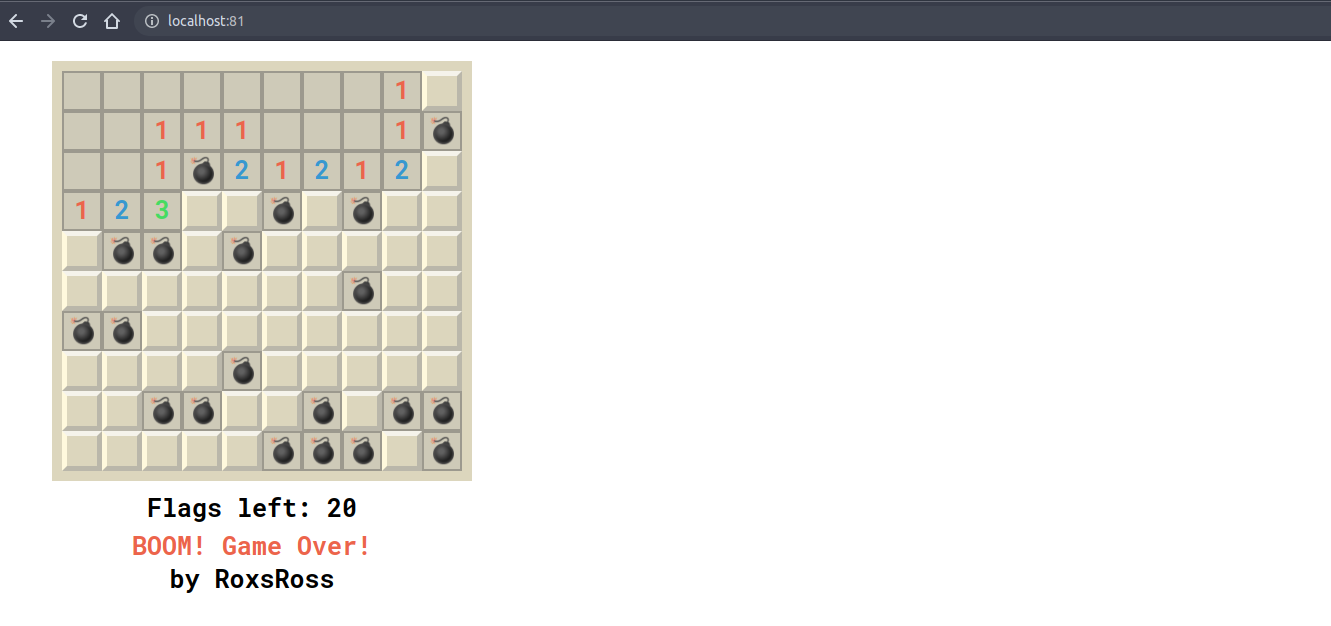 localhost:81
1
1 1 1 1
1 2 1 2 1 2
1 2 3
Flags left: 20
BOOM! Game Over!
by RoxsRoss